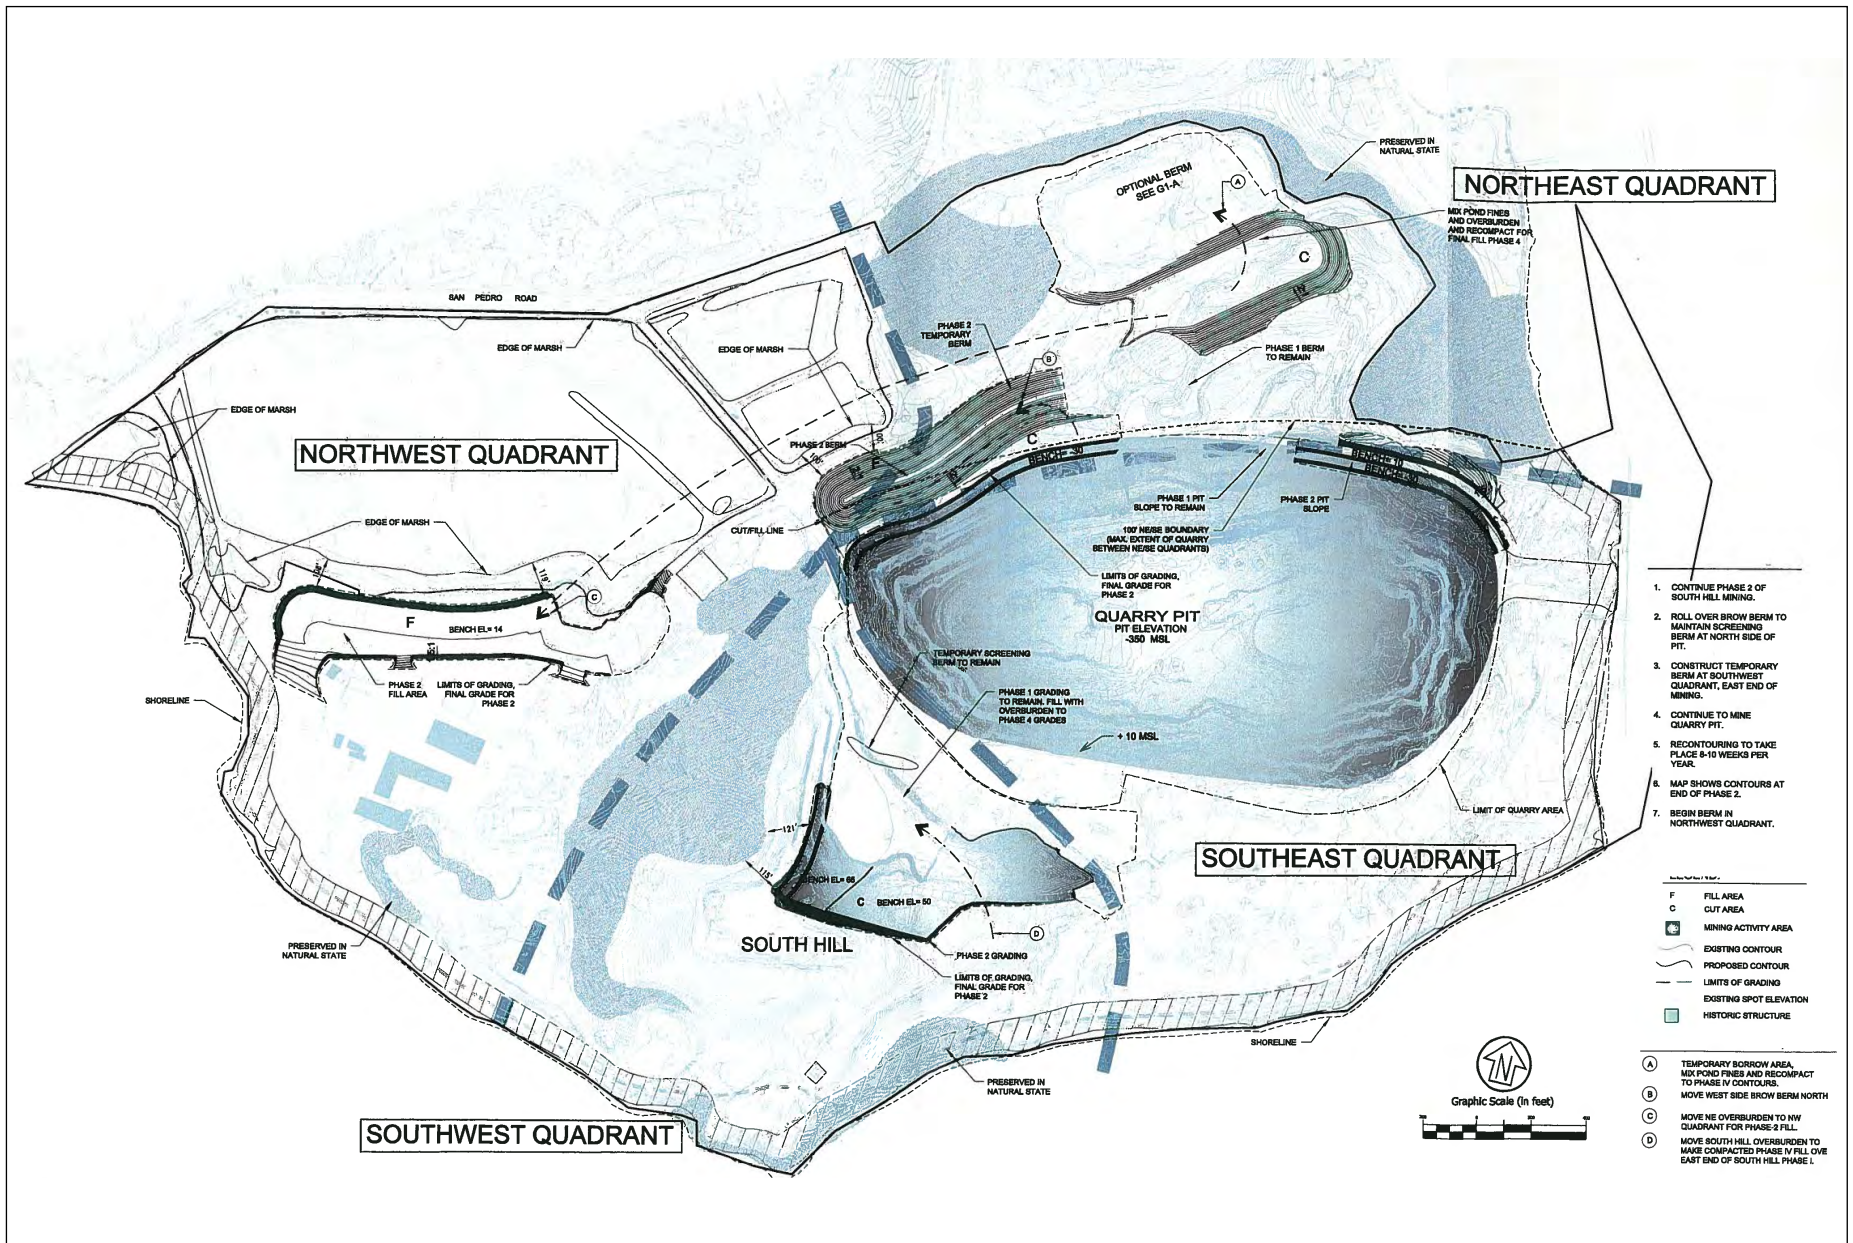 PRESERVED IN
NATURAL STATE
NORTHEAST QUADRANT
OPTIONAL BERM
SEE G1-A
A
MIX POND FINES
AND OVERBURDEN
AND RECOMPACT FOR
FINAL FILL PHASE 4
C
SAN PEDRO ROAD
EDGE OF MARSH
EDGE OF MARSH
PHASE 2
TEMPORARY
BERM
B
PHASE 1 BERM
TO REMAIN
EDGE OF MARSH
NORTHWEST QUADRANT
PHASE 2 BERM
100'
F
C
BENCH= -30
BENCH= 10
BENCH= -30
PHASE 1 PIT
SLOPE TO REMAIN
PHASE 2 PIT
SLOPE
EDGE OF MARSH
CUT/FILL LINE
100' NE/SE BOUNDARY
(MAX. EXTENT OF QUARRY
BETWEEN NE/SE QUADRANTS)
LIMITS OF GRADING,
FINAL GRADE FOR
PHASE 2
119'
C
F
BENCH EL= 14
QUARRY PIT
PIT ELEVATION
-350 MSL
TEMPORARY SCREENING
BERM TO REMAIN
PHASE 2
FILL AREA
LIMITS OF GRADING,
FINAL GRADE FOR
PHASE 2
SHORELINE
PHASE 1 GRADING
TO REMAIN. FILL WITH
OVERBURDEN TO
PHASE 4 GRADES
+ 10 MSL
LIMIT OF QUARRY AREA
121'
115'
SOUTHEAST QUADRANT
BENCH EL= 66
C
BENCH EL= 50
D
SOUTH HILL
PRESERVED IN
NATURAL STATE
PHASE 2 GRADING
LIMITS OF GRADING,
FINAL GRADE FOR
PHASE 2
SHORELINE
PRESERVED IN
NATURAL STATE
SOUTHWEST QUADRANT
1. CONTINUE PHASE 2 OF
SOUTH HILL MINING.
2. ROLL OVER BROW BERM TO
MAINTAIN SCREENING
BERM AT NORTH SIDE OF
PIT.
3. CONSTRUCT TEMPORARY
BERM AT SOUTHWEST
QUADRANT, EAST END OF
MINING.
4. CONTINUE TO MINE
QUARRY PIT.
5. RECONTOURING TO TAKE
PLACE 8-10 WEEKS PER
YEAR.
6. MAP SHOWS CONTOURS AT
END OF PHASE 2.
7. BEGIN BERM IN
NORTHWEST QUADRANT.
LEGEND:
F FILL AREA
C CUT AREA
MINING ACTIVITY AREA
EXISTING CONTOUR
PROPOSED CONTOUR
LIMITS OF GRADING
EXISTING SPOT ELEVATION
HISTORIC STRUCTURE
N
Graphic Scale (in feet)
A TEMPORARY BORROW AREA,
MIX POND FINES AND RECOMPACT
TO PHASE IV CONTOURS.
B MOVE WEST SIDE BROW BERM NORTH
C MOVE NE OVERBURDEN TO NW
QUADRANT FOR PHASE-2 FILL.
D MOVE SOUTH HILL OVERBURDEN TO
MAKE COMPACTED PHASE IV FILL OVE
EAST END OF SOUTH HILL PHASE I.